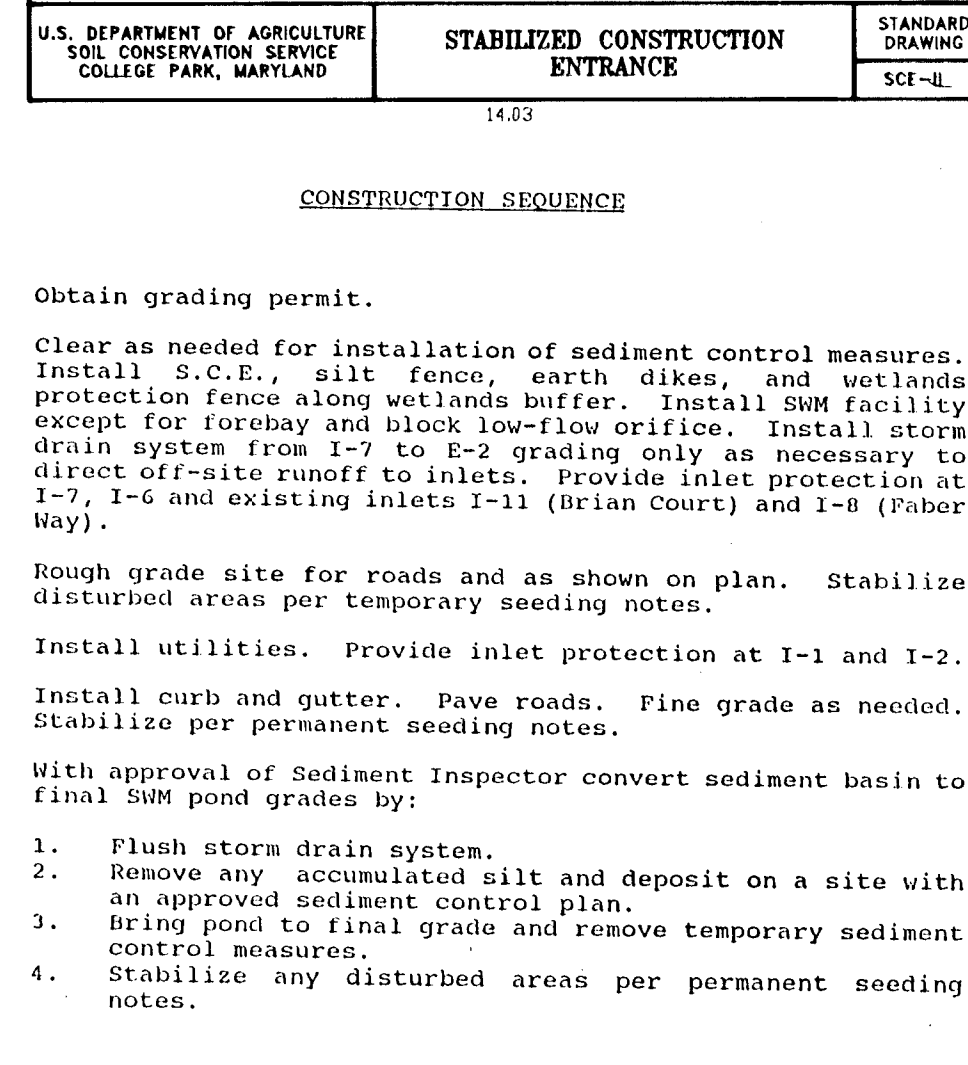 U.S. DEPARTMENT OF AGRICULTURE
SOIL CONSERVATION SERVICE
COLLEGE PARK, MARYLAND
STABILIZED CONSTRUCTION
ENTRANCE
STANDARD
DRAWING
14.03
CONSTRUCTION SEQUENCE
Obtain grading permit.
Clear as needed for installation of sediment control measures.
Install S.C.E., silt fence, earth dikes, and wetlands
protection fence along wetlands buffer. Install SWM facility
except for forebay and block low-flow orifice. Install storm
drain system from I-7 to E-2 grading only as necessary to
direct off-site runoff to inlets. Provide inlet protection at
I-7, I-6 and existing inlets I-11 (Brian Court) and I-8 (Faber
Way).
Rough grade site for roads and as shown on plan. Stabilize
disturbed areas per temporary seeding notes.
Install utilities. Provide inlet protection at I-1 and I-2.
Install curb and gutter. Pave roads. Fine grade as needed.
Stabilize per permanent seeding notes.
With approval of Sediment Inspector convert sediment basin to
final SWM pond grades by:
1. Flush storm drain system.
2. Remove any accumulated silt and deposit on a site with
an approved sediment control plan.
3. Bring pond to final grade and remove temporary sediment
control measures.
4. Stabilize any disturbed areas per permanent seeding
notes.